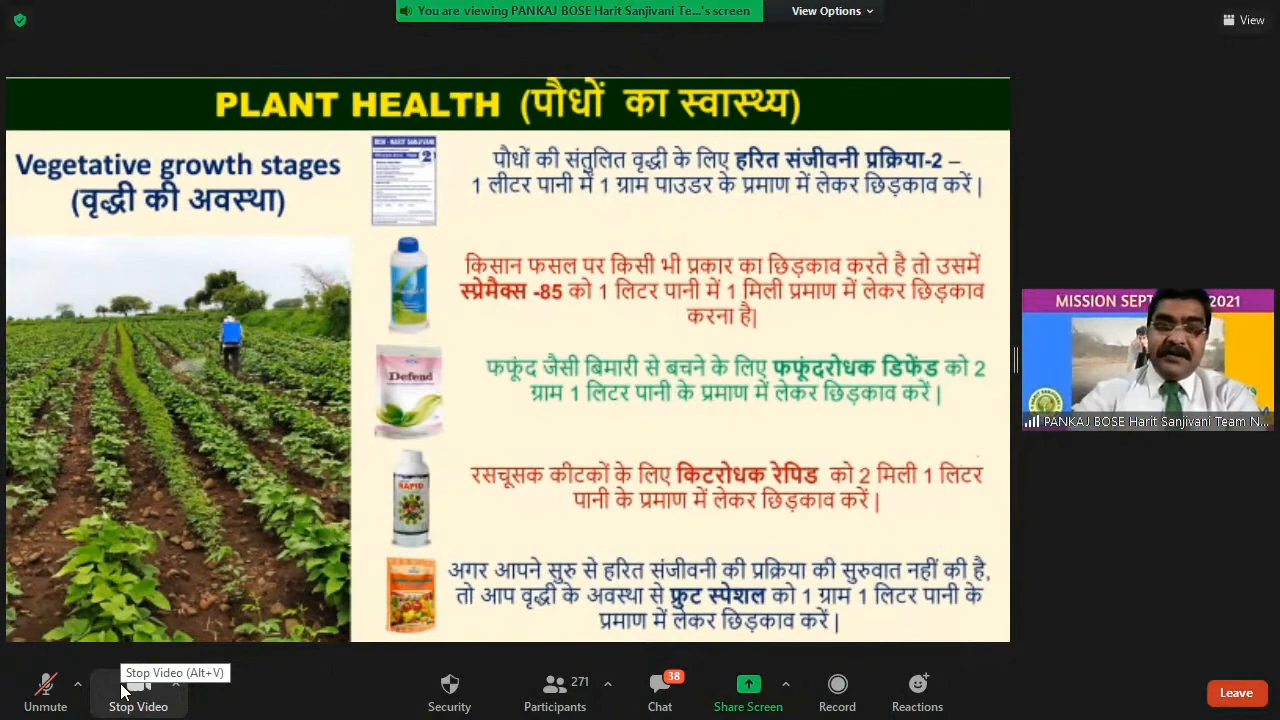 You are viewing PANKAJ BOSE Harit Sanjivani Te...'s screen
View Options
View
PLANT HEALTH (पौधों का स्वास्थ्य)
Vegetative growth stages
(वृद्धी की अवस्था)
2
पौधों की संतुलित वृद्धी के लिए हरित संजीवनी प्रक्रिया-2 –
1 लीटर पानी में 1 ग्राम पाउडर के प्रमाण में लेकर छिड़काव करें |
किसान फसल पर किसी भी प्रकार का छिड़काव करते है तो उसमें
स्प्रेमैक्स -85 को 1 लिटर पानी में 1 मिली प्रमाण में लेकर छिड़काव
करना है|
Defend
फफूंद जैसी बिमारी से बचने के लिए फफूंदरोधक डिफेंड को 2
ग्राम 1 लिटर पानी के प्रमाण में लेकर छिड़काव करें |
RAPID
रसचूसक कीटकों के लिए किटरोधक रेपिड को 2 मिली 1 लिटर
पानी के प्रमाण में लेकर छिड़काव करें |
अगर आपने सुरु से हरित संजीवनी की प्रक्रिया की सुरुवात नहीं की है,
तो आप वृद्धी के अवस्था से फ्रुट स्पेशल को 1 ग्राम 1 लिटर पानी के
प्रमाण में लेकर छिड़काव करें |
MISSION SEPT 2021
PANKAJ BOSE Harit Sanjivani Team N...
Stop Video (Alt+V)
Unmute
Stop Video
Security
271
Participants
38
Chat
Share Screen
Record
Reactions
Leave